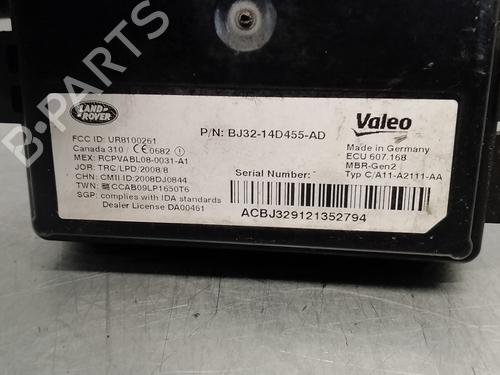 LAND
ROVER
P/N: BJ32-14D455-AD
Valeo
FCC ID: UR8100261
Canada 310 / CE 0682
MEX: RCPVABL08-0031-A1
JOR: TRC/LPD/2008/8
CHN: CMII ID:2008DJ0844
TWN: CCAB09LP1650T6
SGP: complies with IDA standards
Dealer License DA00461
Made in Germany
ECU 607.168
MBR-Gen2
Typ C/A11-A2111-AA
Serial Number:
ACBJ329121352794
B-PARTS